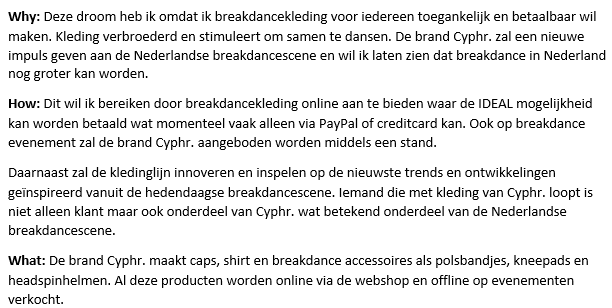 Why: Deze droom heb ik omdat ik breakdancekleding voor iedereen toegankelijk en betaalbaar wil
maken. Kleding verbroederd en stimuleert om samen te dansen. De brand Cyphr. zal een nieuwe
impuls geven aan de Nederlandse breakdancescene en wil ik laten zien dat breakdance in Nederland
nog groter kan worden.
How: Dit wil ik bereiken door breakdancekleding online aan te bieden waar de IDEAL mogelijkheid
kan worden betaald wat momenteel vaak alleen via PayPal of creditcard kan. Ook op breakdance
evenement zal de brand Cyphr. aangeboden worden middels een stand.
Daarnaast zal de kledinglijn innoveren en inspelen op de nieuwste trends en ontwikkelingen
geïnspireerd vanuit de hedendaagse breakdancescene. Iemand die met kleding van Cyphr. loopt is
niet alleen klant maar ook onderdeel van Cyphr. wat betekend onderdeel van de Nederlandse
breakdancescene.
What: De brand Cyphr. maakt caps, shirt en breakdance accessoires als polsbandjes, kneepads en
headspinhelmen. Al deze producten worden online via de webshop en offline op evenementen
verkocht.